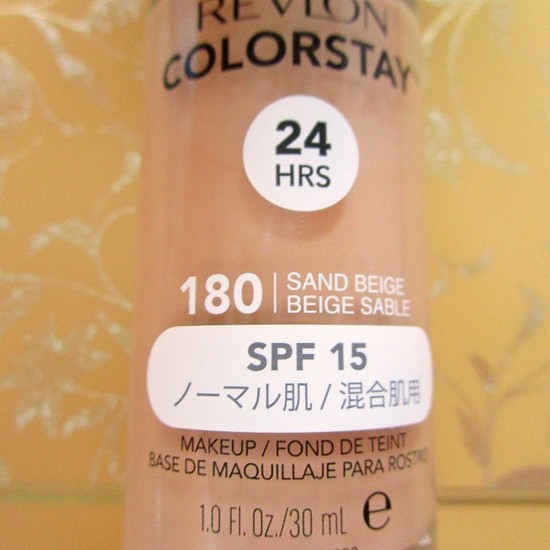 REVLON
COLORSTAY™
24
HRS
180 | SAND BEIGE
BEIGE SABLE
SPF 15
ノーマル肌 / 混合肌用
MAKEUP / FOND DE TEINT
BASE DE MAQUILLAJE PARA ROSTRO
1.0 Fl. Oz./30 mL ℮